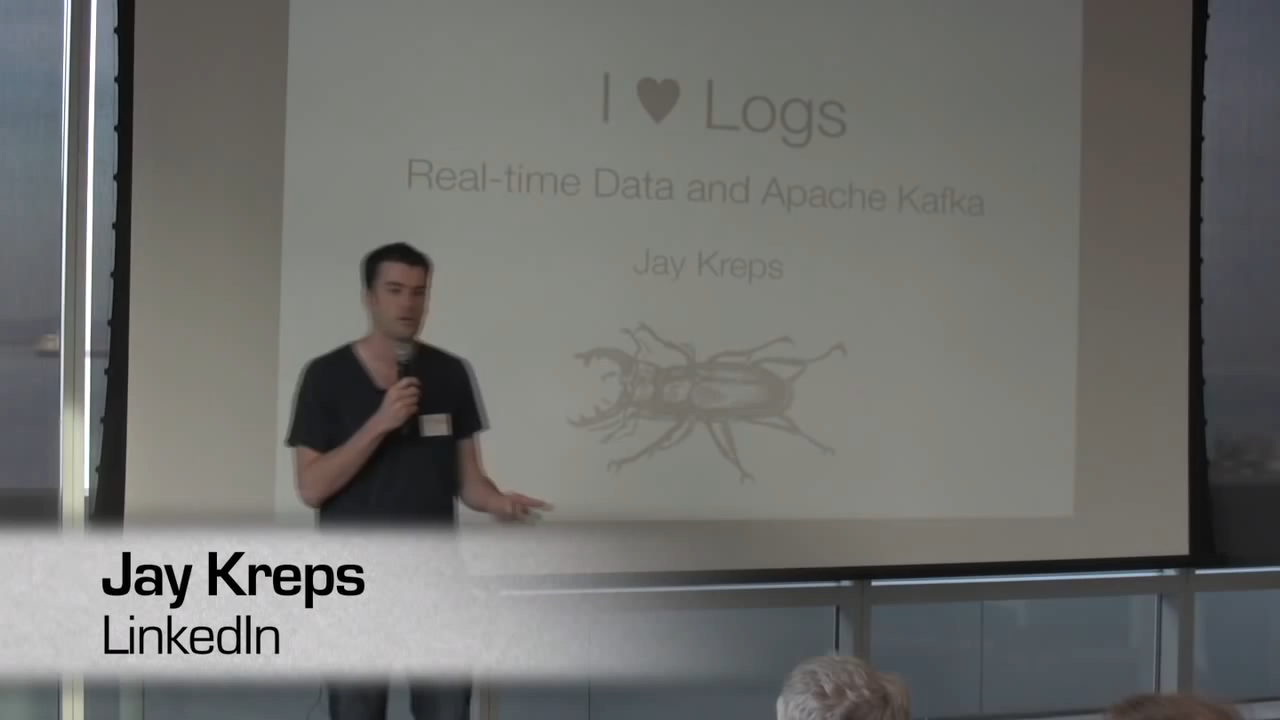 I ♥ Logs
Real-time Data and Apache Kafka
Jay Kreps
Jay Kreps
LinkedIn